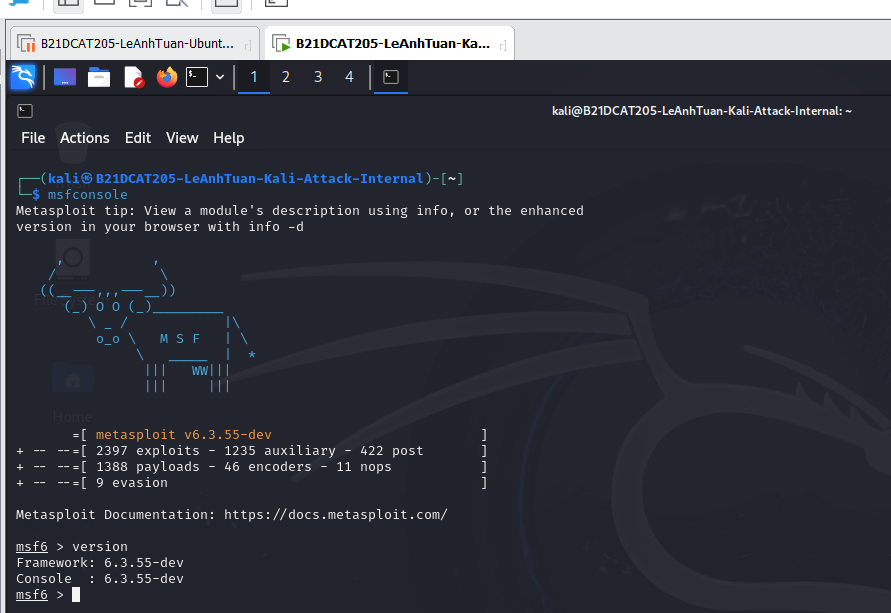 B21DCAT205-LeAnhTuan-Ubunt...
B21DCAT205-LeAnhTuan-Ka...
1 2 3 4
kali@B21DCAT205-LeAnhTuan-Kali-Attack-Internal: ~
File Actions Edit View Help
┌──(kali㉿B21DCAT205-LeAnhTuan-Kali-Attack-Internal)-[~]
└─$ msfconsole
Metasploit tip: View a module's description using info, or the enhanced
version in your browser with info -d
     ,           ,
    /             \
   ((__---,,,---__))
      (_) O O (_)_________
         \ _ /            |\
          o_o \   M S F   | \
               \   _____  |  *
                |||   WW|||
                |||     |||
=[ metasploit v6.3.55-dev ]
+ -- --=[ 2397 exploits - 1235 auxiliary - 422 post ]
+ -- --=[ 1388 payloads - 46 encoders - 11 nops ]
+ -- --=[ 9 evasion ]
Metasploit Documentation: https://docs.metasploit.com/
msf6 > version
Framework: 6.3.55-dev
Console  : 6.3.55-dev
msf6 >
Home